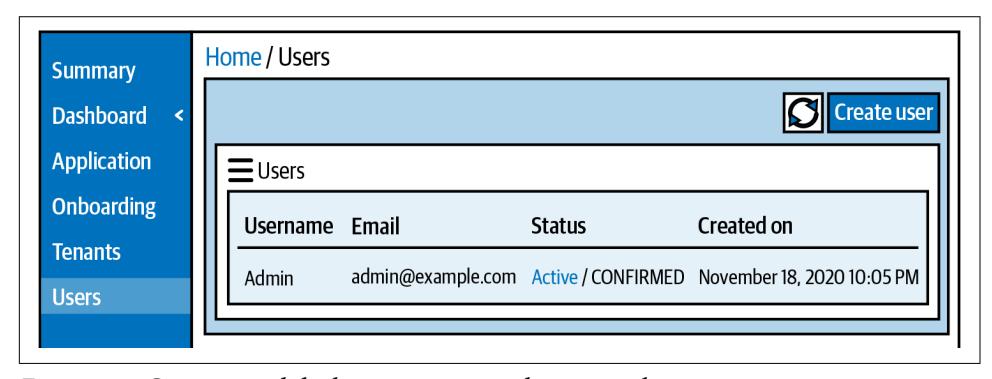 Home / Users
Summary
Dashboard <
Application
Onboarding
Tenants
Users
Create user
Users
Username Email Status Created on
Admin admin@example.com Active / CONFIRMED November 18, 2020 10:05 PM